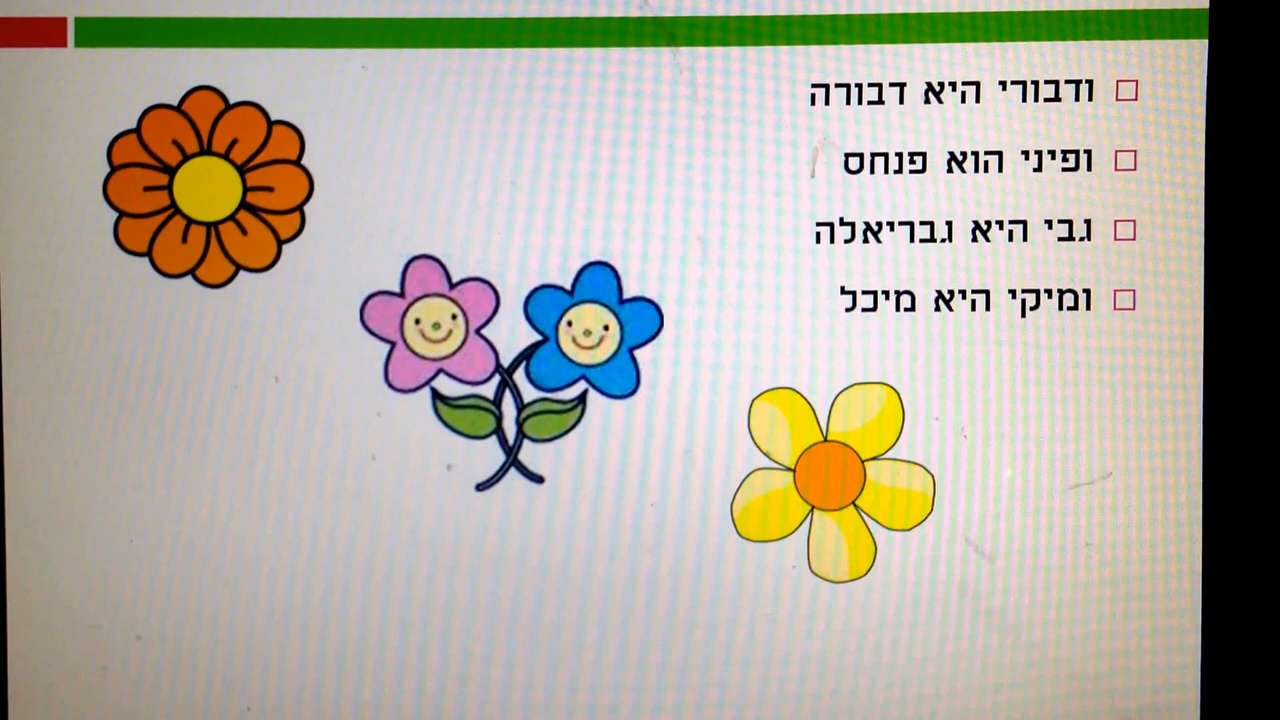 ודבורי היא דבורה
ופיני הוא פנחס
גבי היא גבריאלה
ומיקי היא מיכל